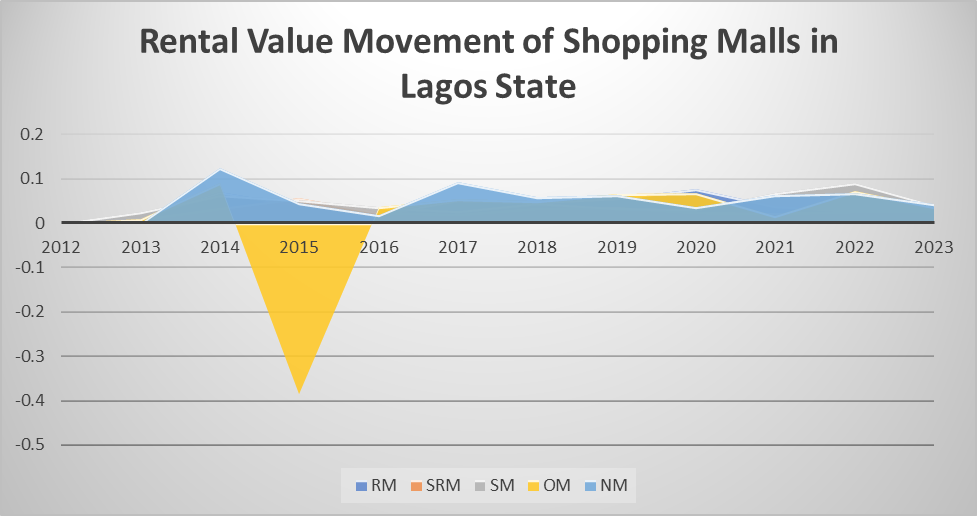 Rental Value Movement of Shopping Malls in
Lagos State
0.2
0.1
0
2012 2013 2014 2015 2016 2017 2018 2019 2020 2021 2022 2023
-0.1
-0.2
-0.3
-0.4
-0.5
RM SRM SM OM NM